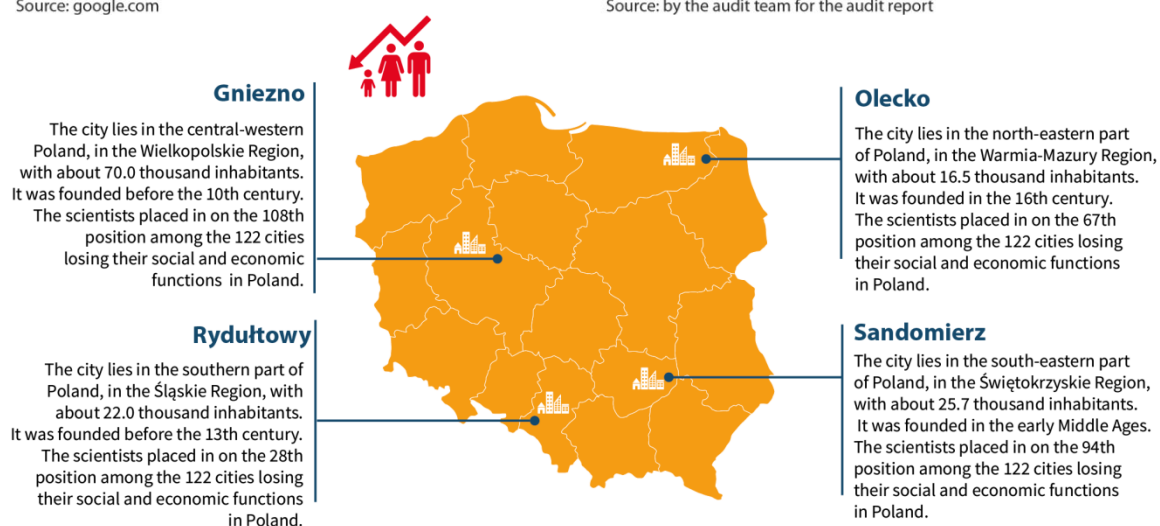 Source: google.com
Source: by the audit team for the audit report
Gniezno
The city lies in the central-western
Poland, in the Wielkopolskie Region,
with about 70.0 thousand inhabitants.
It was founded before the 10th century.
The scientists placed in on the 108th
position among the 122 cities
losing their social and economic
functions in Poland.
Olecko
The city lies in the north-eastern part
of Poland, in the Warmia-Mazury Region,
with about 16.5 thousand inhabitants.
It was founded in the 16th century.
The scientists placed in on the 67th
position among the 122 cities losing
their social and economic functions
in Poland.
Rydułtowy
The city lies in the southern part of
Poland, in the Śląskie Region, with
about 22.0 thousand inhabitants.
It was founded before the 13th century.
The scientists placed in on the 28th
position among the 122 cities losing
their social and economic functions
in Poland.
Sandomierz
The city lies in the south-eastern part
of Poland, in the Świętokrzyskie Region,
with about 25.7 thousand inhabitants.
It was founded in the early Middle Ages.
The scientists placed in on the 94th
position among the 122 cities losing
their social and economic functions
in Poland.